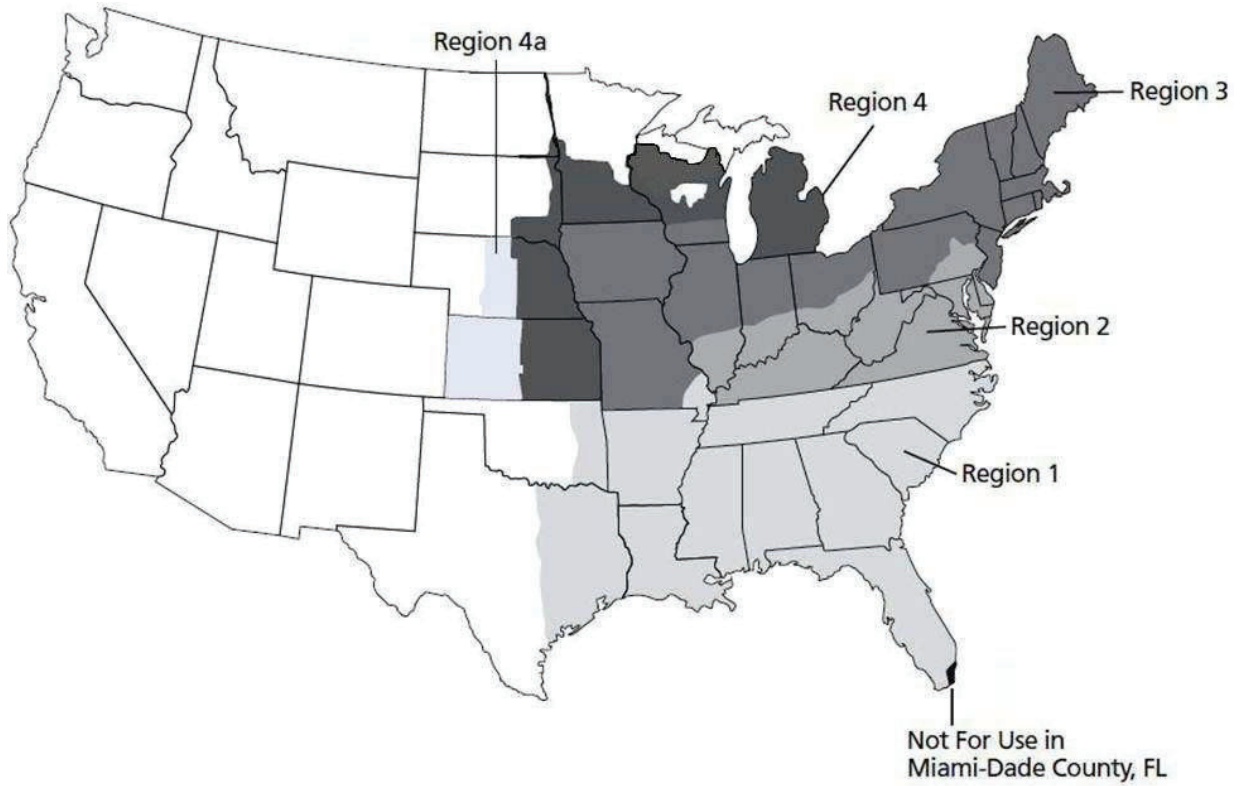 Region 4a
Region 4
Region 3
Region 2
Region 1
Not For Use in
Miami-Dade County, FL